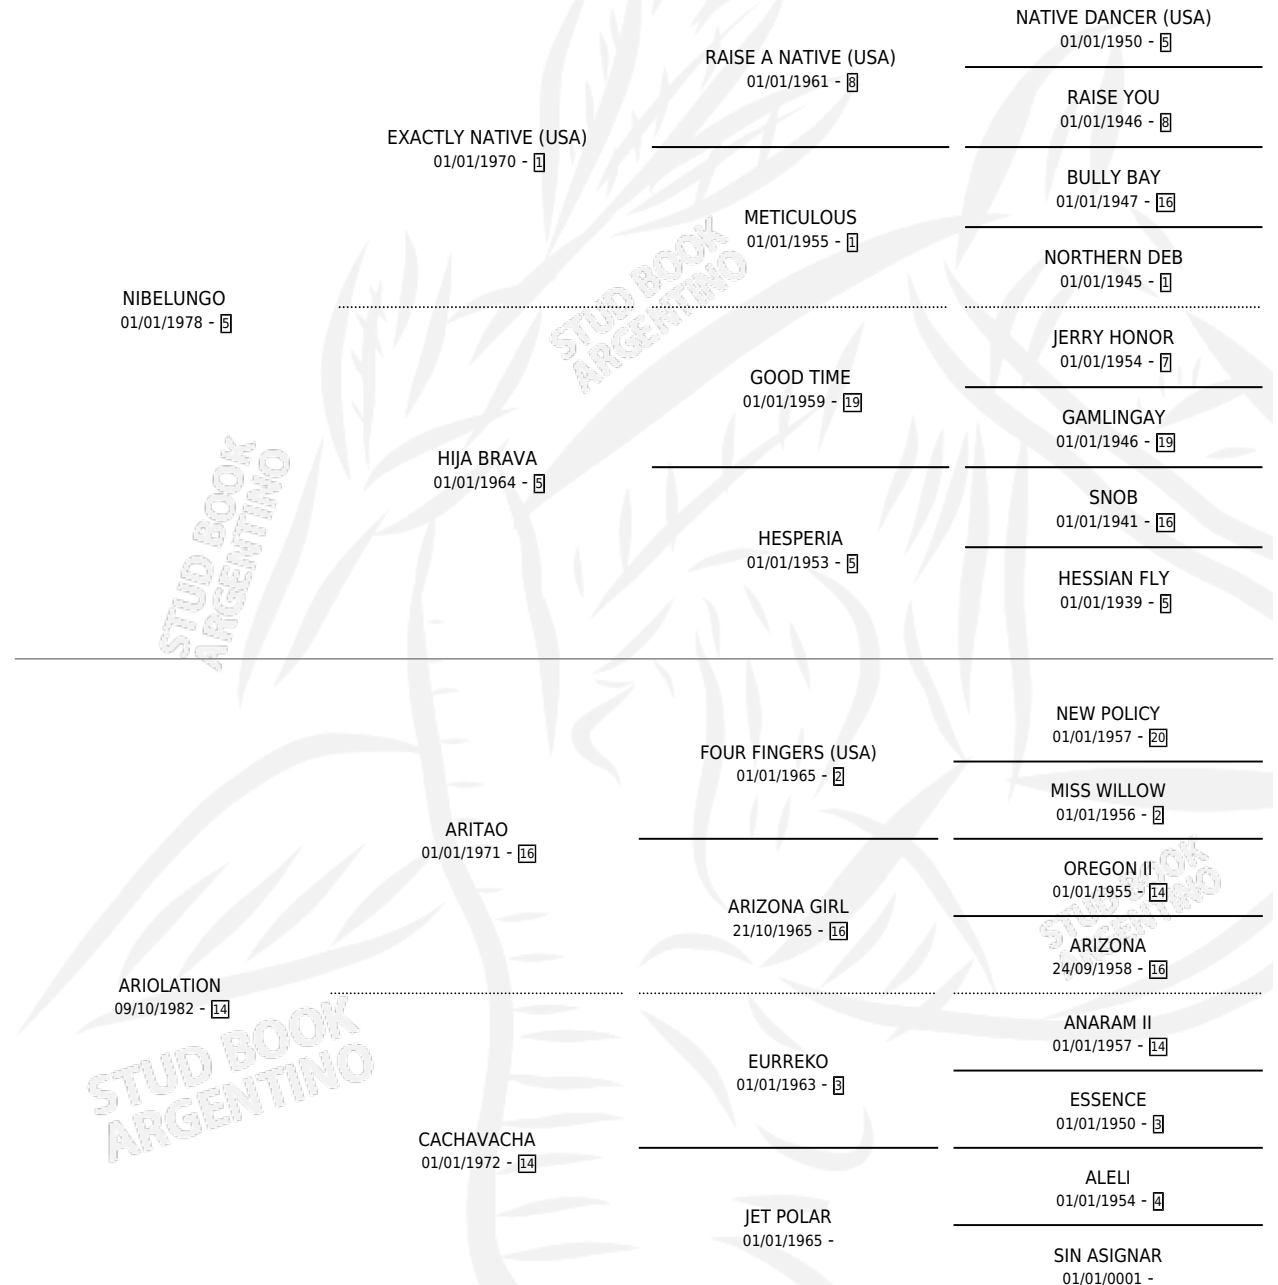 NATIVE DANCER (USA)
01/01/1950 - 5
RAISE A NATIVE (USA)
01/01/1961 - 8
RAISE YOU
01/01/1946 - 8
EXACTLY NATIVE (USA)
01/01/1970 - 1
BULLY BAY
01/01/1947 - 16
METICULOUS
01/01/1955 - 1
NORTHERN DEB
01/01/1945 - 1
NIBELUNGO
01/01/1978 - 5
JERRY HONOR
01/01/1954 - 7
GOOD TIME
01/01/1959 - 19
GAMLINGAY
01/01/1946 - 19
HIJA BRAVA
01/01/1964 - 5
SNOB
01/01/1941 - 16
HESPERIA
01/01/1953 - 5
HESSIAN FLY
01/01/1939 - 5
NEW POLICY
01/01/1957 - 20
FOUR FINGERS (USA)
01/01/1965 - 2
MISS WILLOW
01/01/1956 - 2
ARITAO
01/01/1971 - 16
OREGON II
01/01/1955 - 14
ARIZONA GIRL
21/10/1965 - 16
ARIZONA
24/09/1958 - 16
ARIOLATION
09/10/1982 - 14
ANARAM II
01/01/1957 - 14
EURREKO
01/01/1963 - 3
ESSENCE
01/01/1950 - 3
CACHAVACHA
01/01/1972 - 14
ALELI
01/01/1954 - 4
JET POLAR
01/01/1965 -
SIN ASIGNAR
01/01/0001 -
STUD BOOK
ARGENTINO
STUD BOOK
ARGENTINO
STUD BOOK
ARGENTINO
STUD BOOK
ARGENTINO